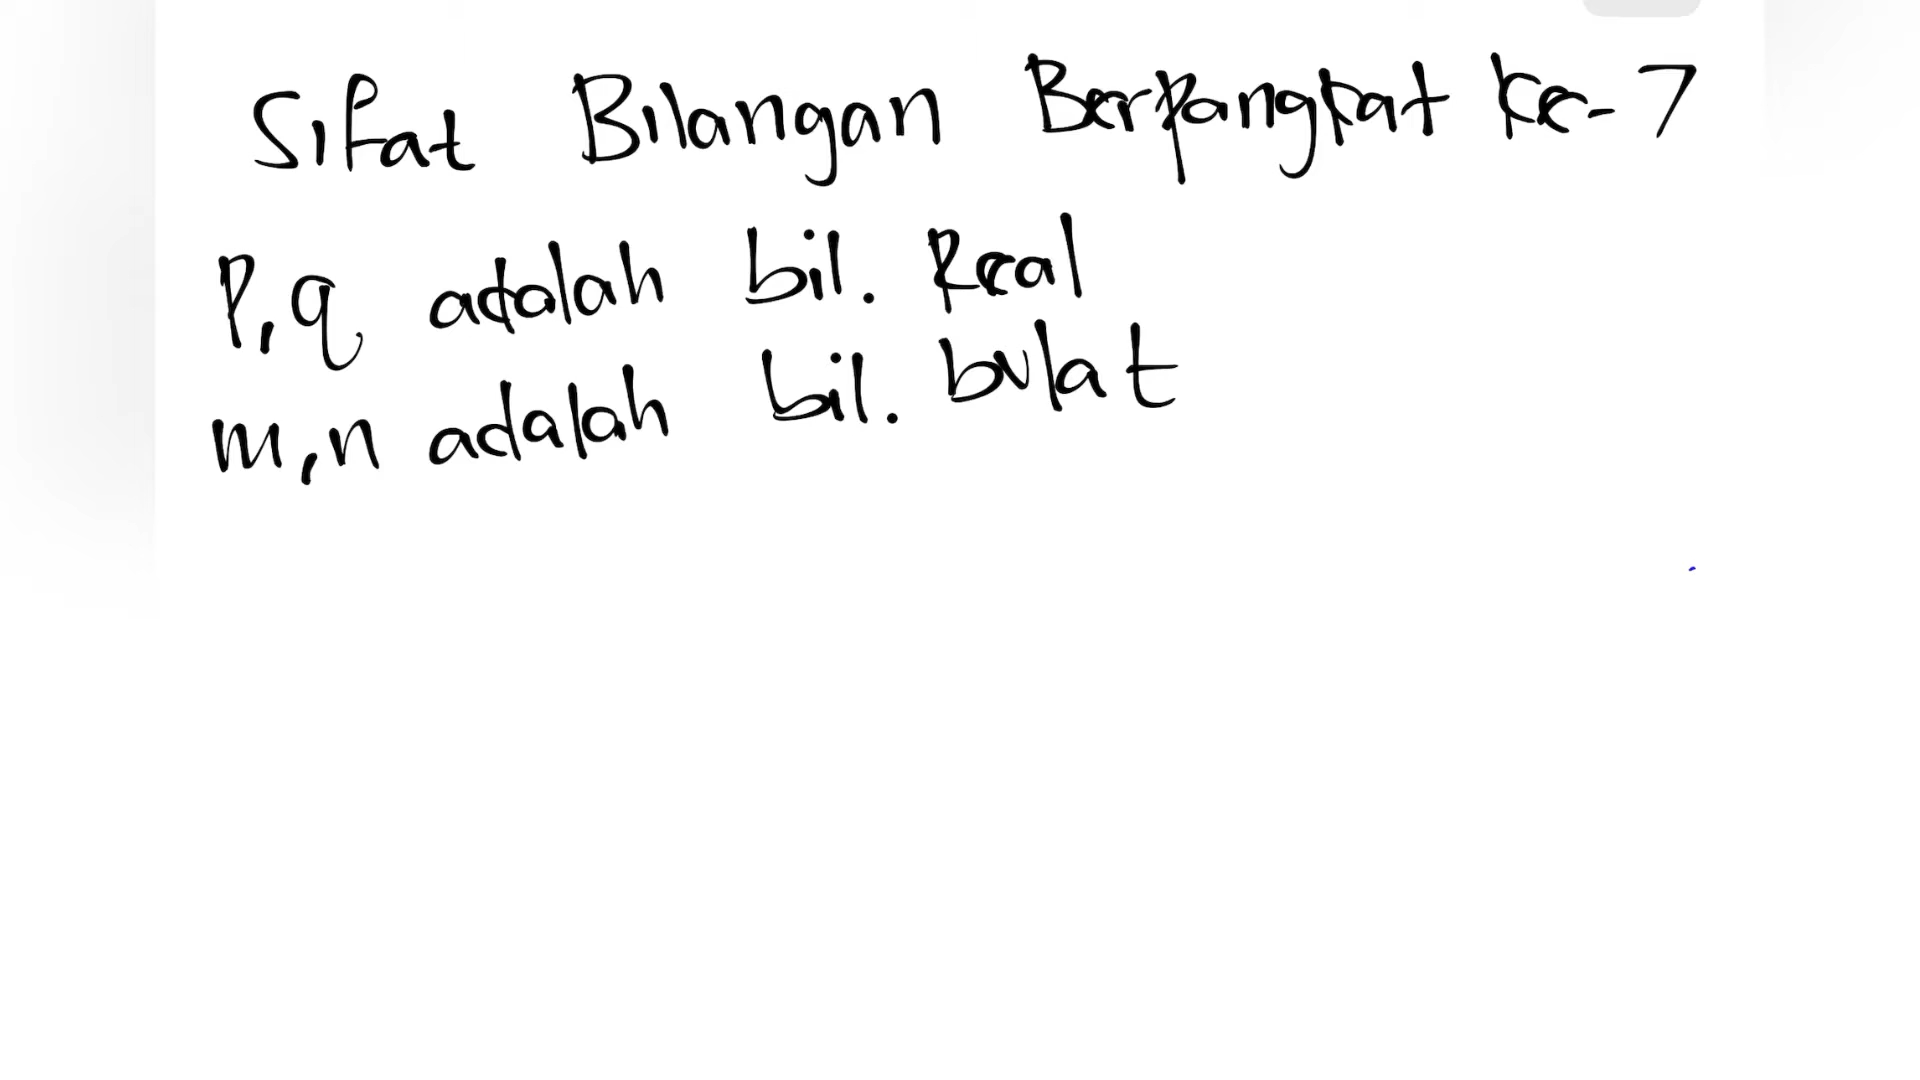 Sifat Bilangan Berpangkat ke-7
P, q adalah bil. Real
m, n adalah bil. bulat